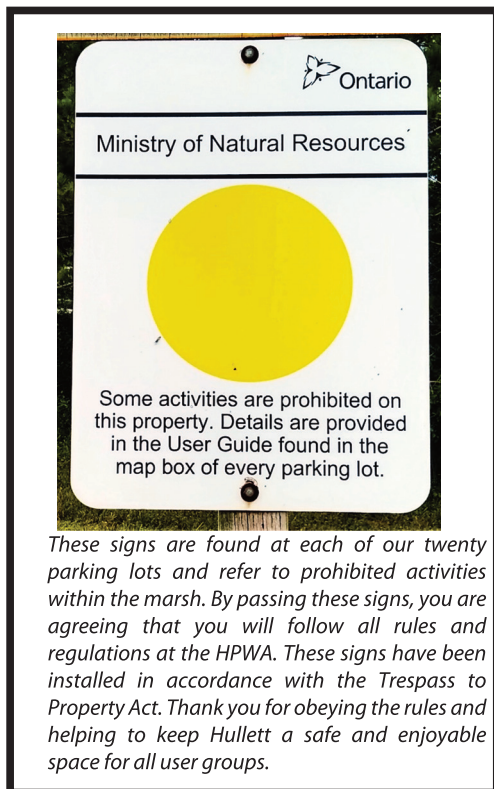 Ontario
Ministry of Natural Resources
Some activities are prohibited on
this property. Details are provided
in the User Guide found in the
map box of every parking lot.
These signs are found at each of our twenty
parking lots and refer to prohibited activities
within the marsh. By passing these signs, you are
agreeing that you will follow all rules and
regulations at the HPWA. These signs have been
installed in accordance with the Trespass to
Property Act. Thank you for obeying the rules and
helping to keep Hullett a safe and enjoyable
space for all user groups.